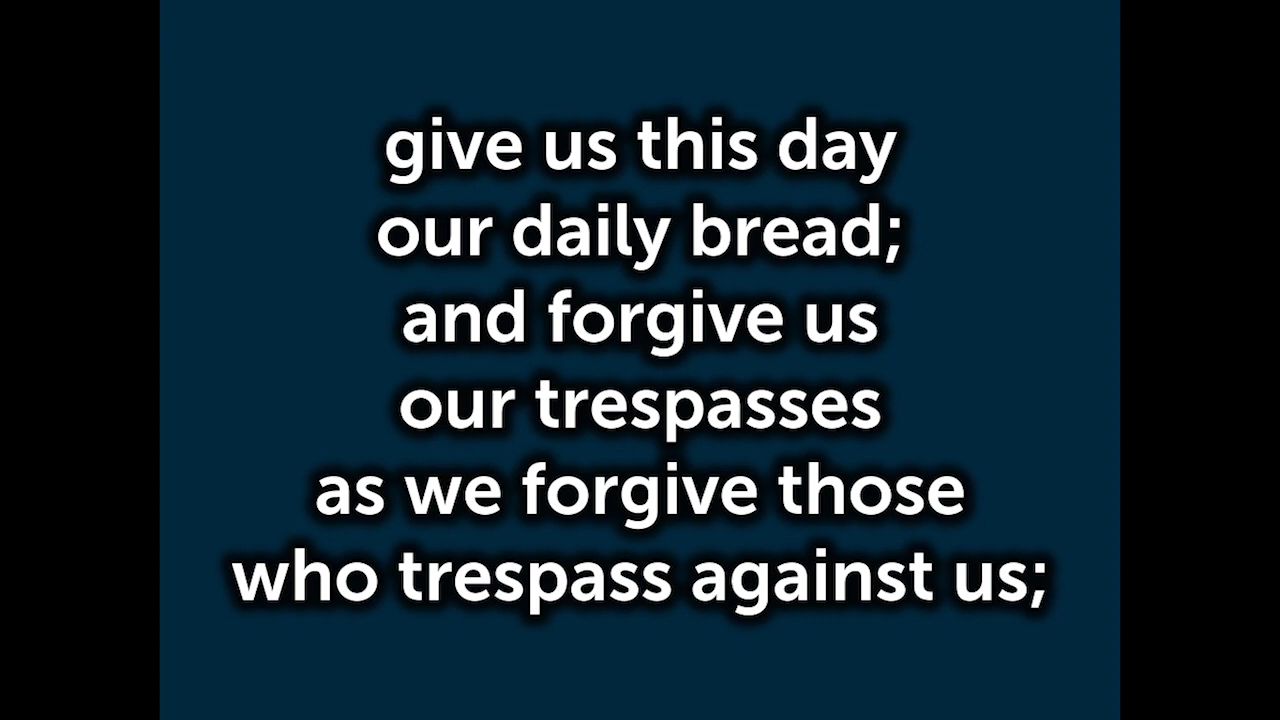 give us this day
our daily bread;
and forgive us
our trespasses
as we forgive those
who trespass against us;